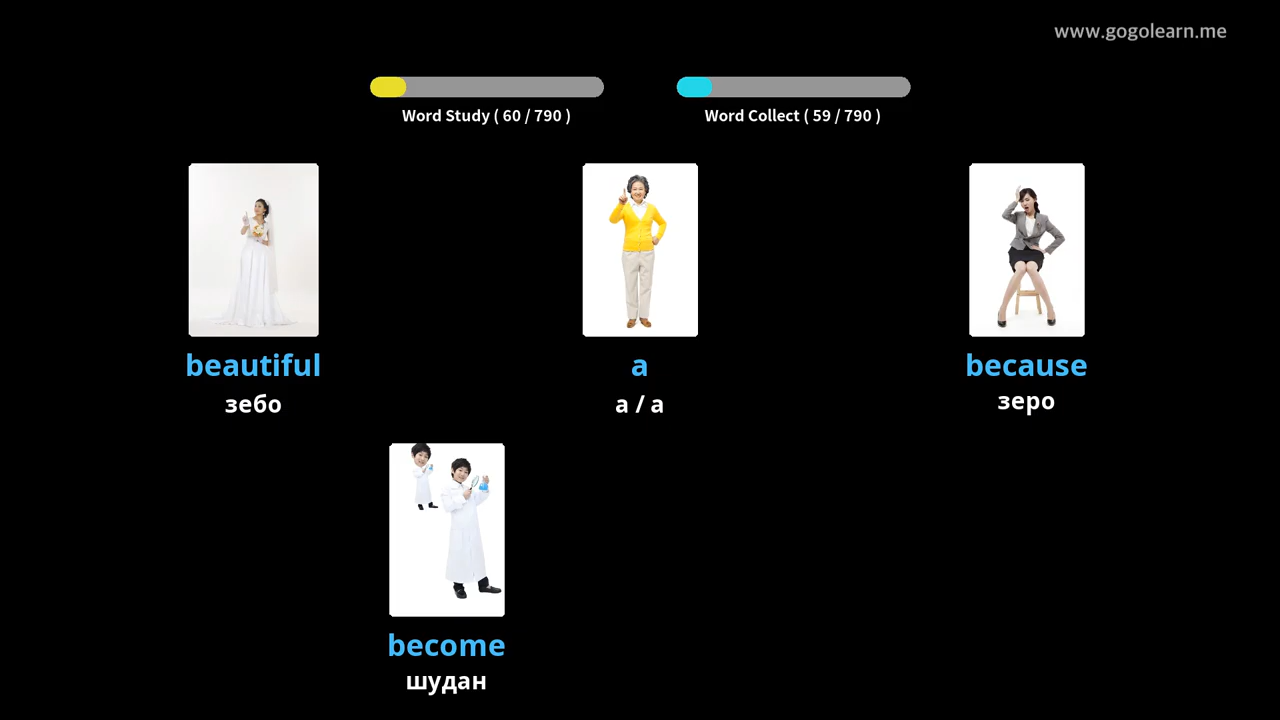 www.gogolearn.me
Word Study ( 60 / 790 )
Word Collect ( 59 / 790 )
beautiful
зебо
a
а / а
because
зеро
become
шудан